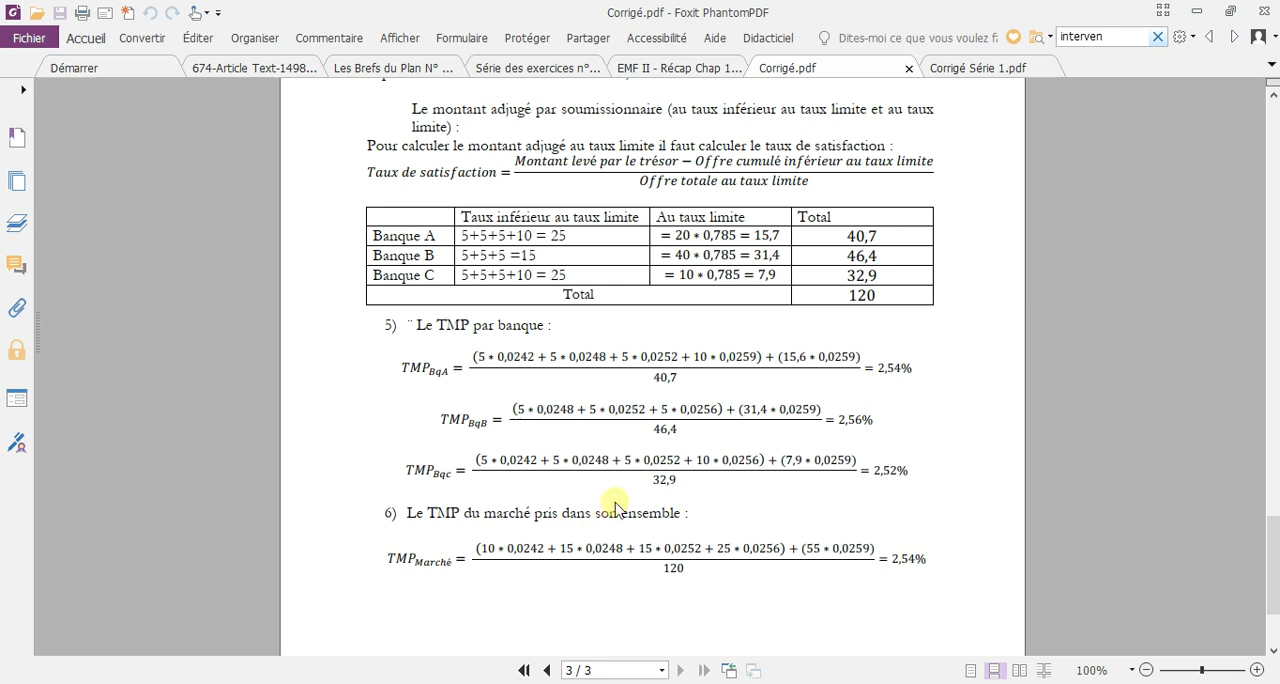 Corrigé.pdf - Foxit PhantomPDF
Fichier Accueil Convertir Éditer Organiser Commentaire Afficher Formulaire Protéger Partager Accessibilité Aide Didacticiel Dites-moi ce que vous voulez f. interven
Démarrer 674-Article Text-1498... Les Brefs du Plan N° ... Série des exercices n°... EMF II - Récap Chap 1... Corrigé.pdf Corrigé Série 1.pdf
Le montant adjugé par soumissionnaire (au taux inférieur au taux limite et au taux
limite) :
Pour calculer le montant adjugé au taux limite il faut calculer le taux de satisfaction :
Taux de satisfaction = Montant levé par le trésor − Offre cumulé inférieur au taux limite
Offre totale au taux limite
Taux inférieur au taux limite Au taux limite Total
Banque A 5+5+5+10 = 25 = 20 * 0,785 = 15,7 40,7
Banque B 5+5+5 =15 = 40 * 0,785 = 31,4 46,4
Banque C 5+5+5+10 = 25 = 10 * 0,785 = 7,9 32,9
Total 120
5) ¨ Le TMP par banque :
TMP BqA = (5 * 0,0242 + 5 * 0,0248 + 5 * 0,0252 + 10 * 0,0259) + (15,6 * 0,0259) = 2,54%
40,7
TMP BqB = (5 * 0,0248 + 5 * 0,0252 + 5 * 0,0256) + (31,4 * 0,0259) = 2,56%
46,4
TMP Bqc = (5 * 0,0242 + 5 * 0,0248 + 5 * 0,0252 + 10 * 0,0256) + (7,9 * 0,0259) = 2,52%
32,9
6) Le TMP du marché pris dans son ensemble :
TMP Marché = (10 * 0,0242 + 15 * 0,0248 + 15 * 0,0252 + 25 * 0,0256) + (55 * 0,0259) = 2,54%
120
3 / 3 100%